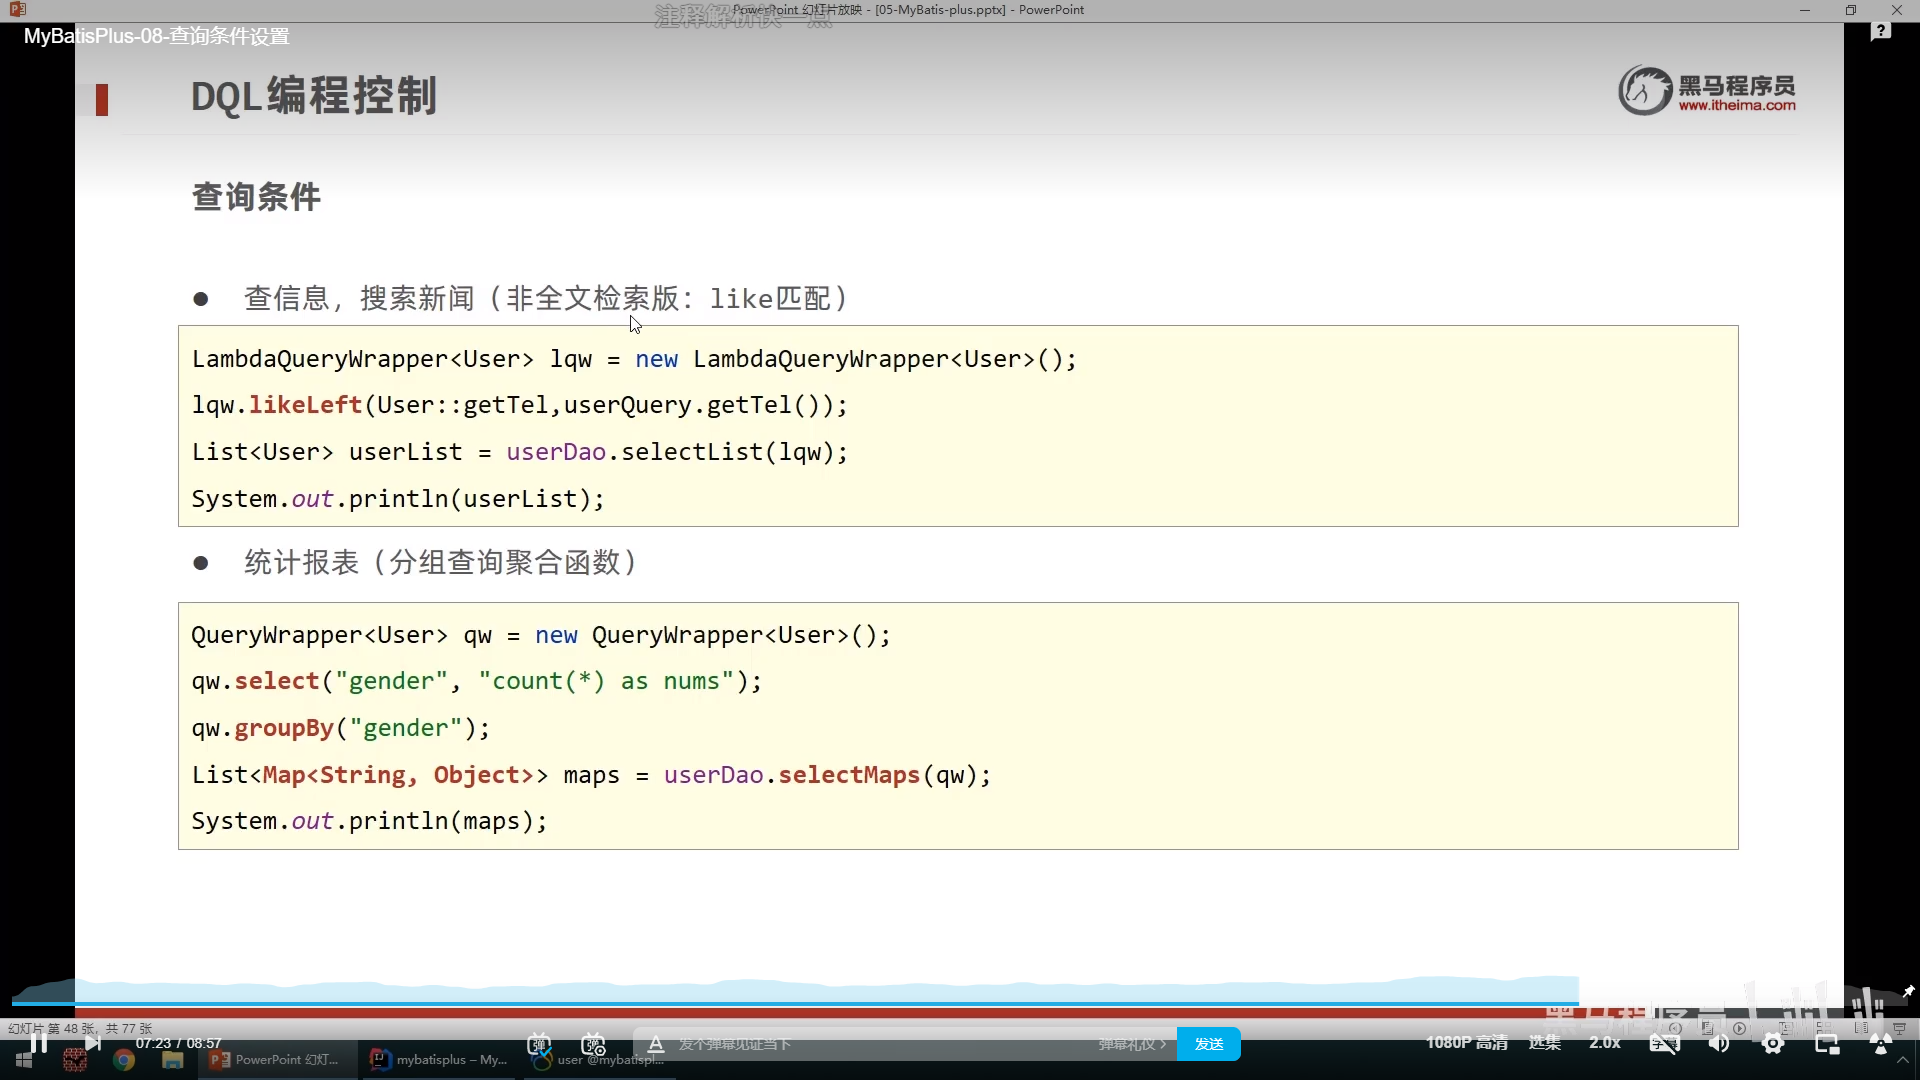 PowerPoint 幻灯片放映 - [05-MyBatis-plus.pptx] - PowerPoint
注释解析快一点
MyBatisPlus-08-查询条件设置
DQL编程控制
黑马程序员
www.itheima.com
查询条件
● 查信息，搜索新闻（非全文检索版：like匹配）
LambdaQueryWrapper<User> lqw = new LambdaQueryWrapper<User>();
lqw.likeLeft(User::getTel,userQuery.getTel());
List<User> userList = userDao.selectList(lqw);
System.out.println(userList);
● 统计报表（分组查询聚合函数）
QueryWrapper<User> qw = new QueryWrapper<User>();
qw.select("gender", "count(*) as nums");
qw.groupBy("gender");
List<Map<String, Object>> maps = userDao.selectMaps(qw);
System.out.println(maps);
幻灯片 第 48 张，共 77 张
07:23 / 08:57
发个弹幕见证当下
弹幕礼仪 >
发送
1080P 高清
选集
2.0x
PowerPoint 幻灯...
mybatisplus – My...
user @mybatispl...